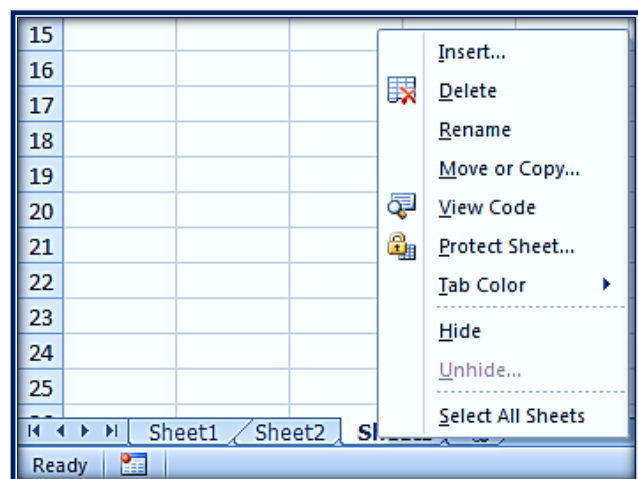 15
16
17
18
19
20
21
22
23
24
25
Insert...
Delete
Rename
Move or Copy...
View Code
Protect Sheet...
Tab Color
Hide
Unhide...
Select All Sheets
Sheet1 Sheet2
Ready